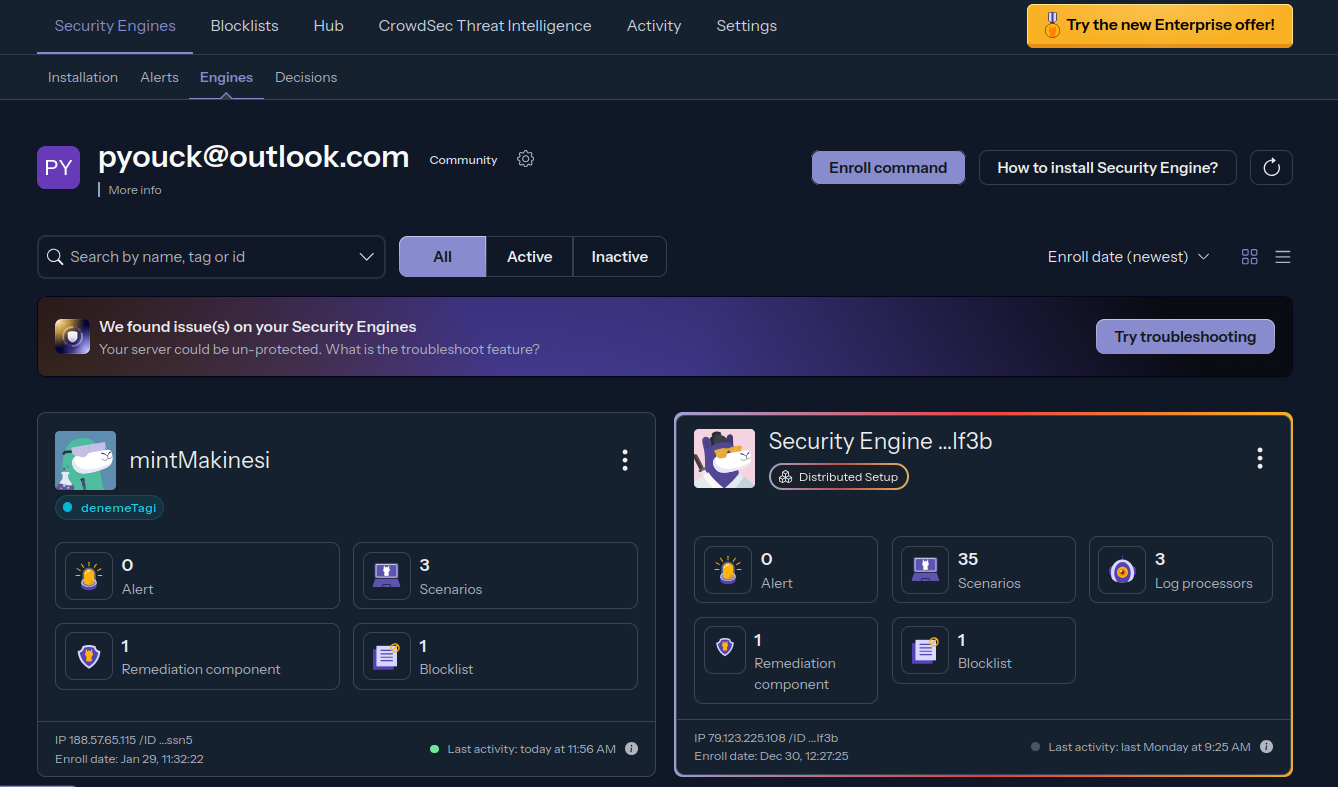 Security Engines Blocklists Hub CrowdSec Threat Intelligence Activity Settings Try the new Enterprise offer!
Installation Alerts Engines Decisions
PY pyouck@outlook.com Community
More info
Enroll command How to install Security Engine?
Search by name, tag or id All Active Inactive Enroll date (newest)
We found issue(s) on your Security Engines
Your server could be un-protected. What is the troubleshoot feature?
Try troubleshooting
mintMakinesi
denemeTagi
0
Alert
3
Scenarios
1
Remediation component
1
Blocklist
IP 188.57.65.115 /ID ...ssn5
Enroll date: Jan 29, 11:32:22
Last activity: today at 11:56 AM
Security Engine ...lf3b
Distributed Setup
0
Alert
35
Scenarios
3
Log processors
1
Remediation
component
1
Blocklist
IP 79.123.225.108 /ID ...lf3b
Enroll date: Dec 30, 12:27:25
Last activity: last Monday at 9:25 AM